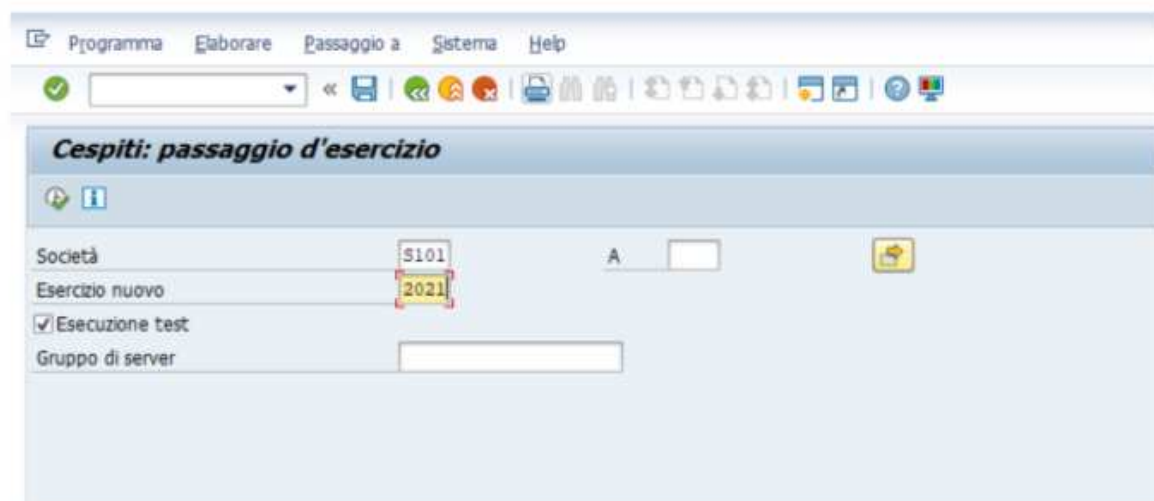 Programma Elaborare Passaggio a Sistema Help
Cespiti: passaggio d'esercizio
Società S101 A
Esercizio nuovo 2021
Esecuzione test
Gruppo di server